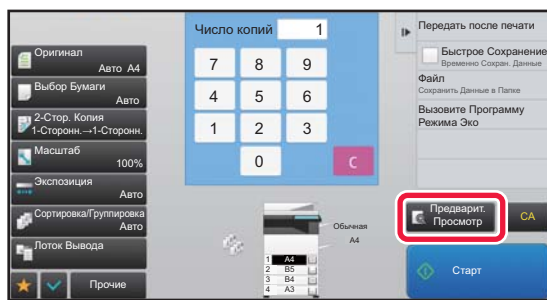 Оригинал
Авто А4
Выбор Бумаги
Авто
2-Стор. Копия
1-Сторонн.→1-Сторонн.
Масштаб
100%
Экспозиция
Авто
Сортировка/Группировка
Авто
Лоток Вывода
Прочие
Число копий 1
7 8 9
4 5 6
1 2 3
0 C
Обычная
A4
1 A4
2 B5
3 B4
4 A3
Передать после печати
Быстрое Сохранение
Временно Сохран. Данные
Файл
Сохранить Данные в Папке
Вызовите Программу
Режима Эко
Предварит.
Просмотр
CA
Старт